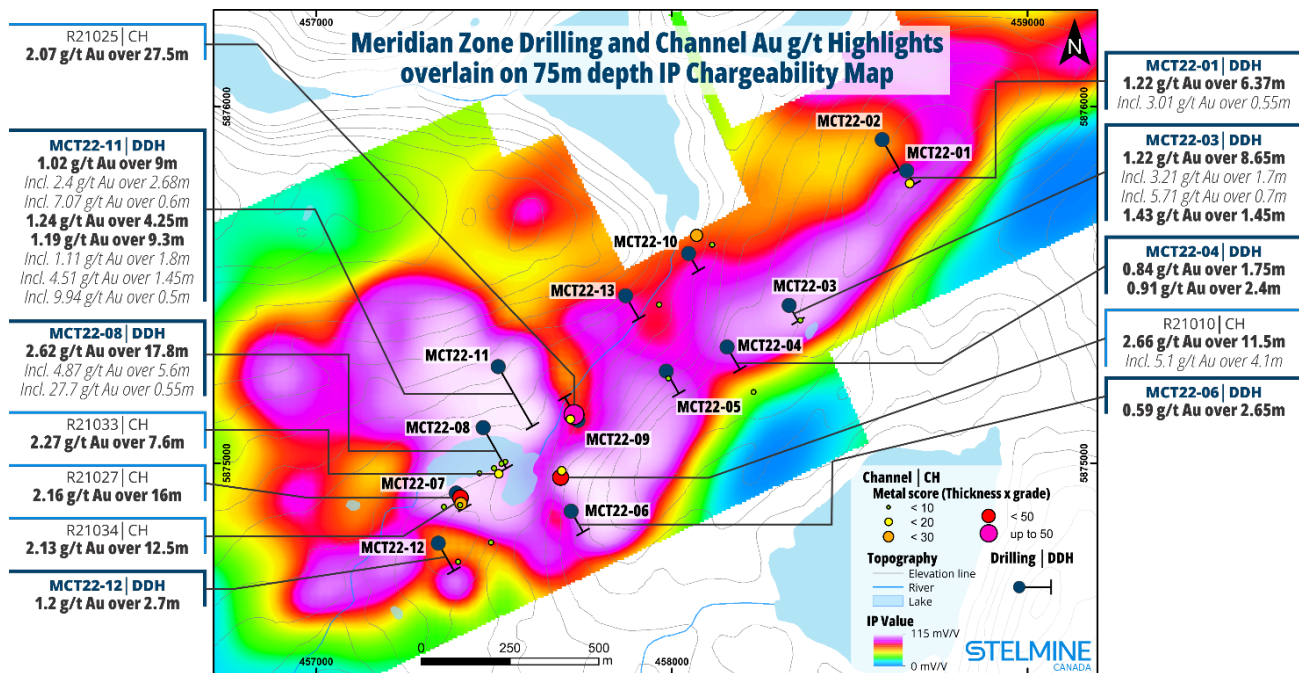 Meridian Zone Drilling and Channel Au g/t Highlights
overlain on 75m depth IP Chargeability Map
457000
459000
5876000
5876000
N
R21025 | CH
2.07 g/t Au over 27.5m
MCT22-11 | DDH
1.02 g/t Au over 9m
Incl. 2.4 g/t Au over 2.68m
Incl. 7.07 g/t Au over 0.6m
1.24 g/t Au over 4.25m
1.19 g/t Au over 9.3m
Incl. 1.11 g/t Au over 1.8m
Incl. 4.51 g/t Au over 1.45m
Incl. 9.94 g/t Au over 0.5m
MCT22-08 | DDH
2.62 g/t Au over 17.8m
Incl. 4.87 g/t Au over 5.6m
Incl. 27.7 g/t Au over 0.55m
R21033 | CH
2.27 g/t Au over 7.6m
R21027 | CH
2.16 g/t Au over 16m
R21034 | CH
2.13 g/t Au over 12.5m
MCT22-12 | DDH
1.2 g/t Au over 2.7m
MCT22-02
MCT22-01
MCT22-10
MCT22-13
MCT22-03
MCT22-04
MCT22-11
MCT22-05
MCT22-08
MCT22-09
MCT22-07
MCT22-06
MCT22-12
5875000
5875000
MCT22-01 | DDH
1.22 g/t Au over 6.37m
Incl. 3.01 g/t Au over 0.55m
MCT22-03 | DDH
1.22 g/t Au over 8.65m
Incl. 3.21 g/t Au over 1.7m
Incl. 5.71 g/t Au over 0.7m
1.43 g/t Au over 1.45m
MCT22-04 | DDH
0.84 g/t Au over 1.75m
0.91 g/t Au over 2.4m
R21010 | CH
2.66 g/t Au over 11.5m
Incl. 5.1 g/t Au over 4.1m
MCT22-06 | DDH
0.59 g/t Au over 2.65m
Channel | CH
Metal score (Thickness x grade)
< 10
< 20
< 30
< 50
up to 50
Topography
Elevation line
River
Lake
Drilling | DDH
IP Value
115 mV/V
0 mV/V
STELMINE
CANADA
0 250 500
m
457000
458000